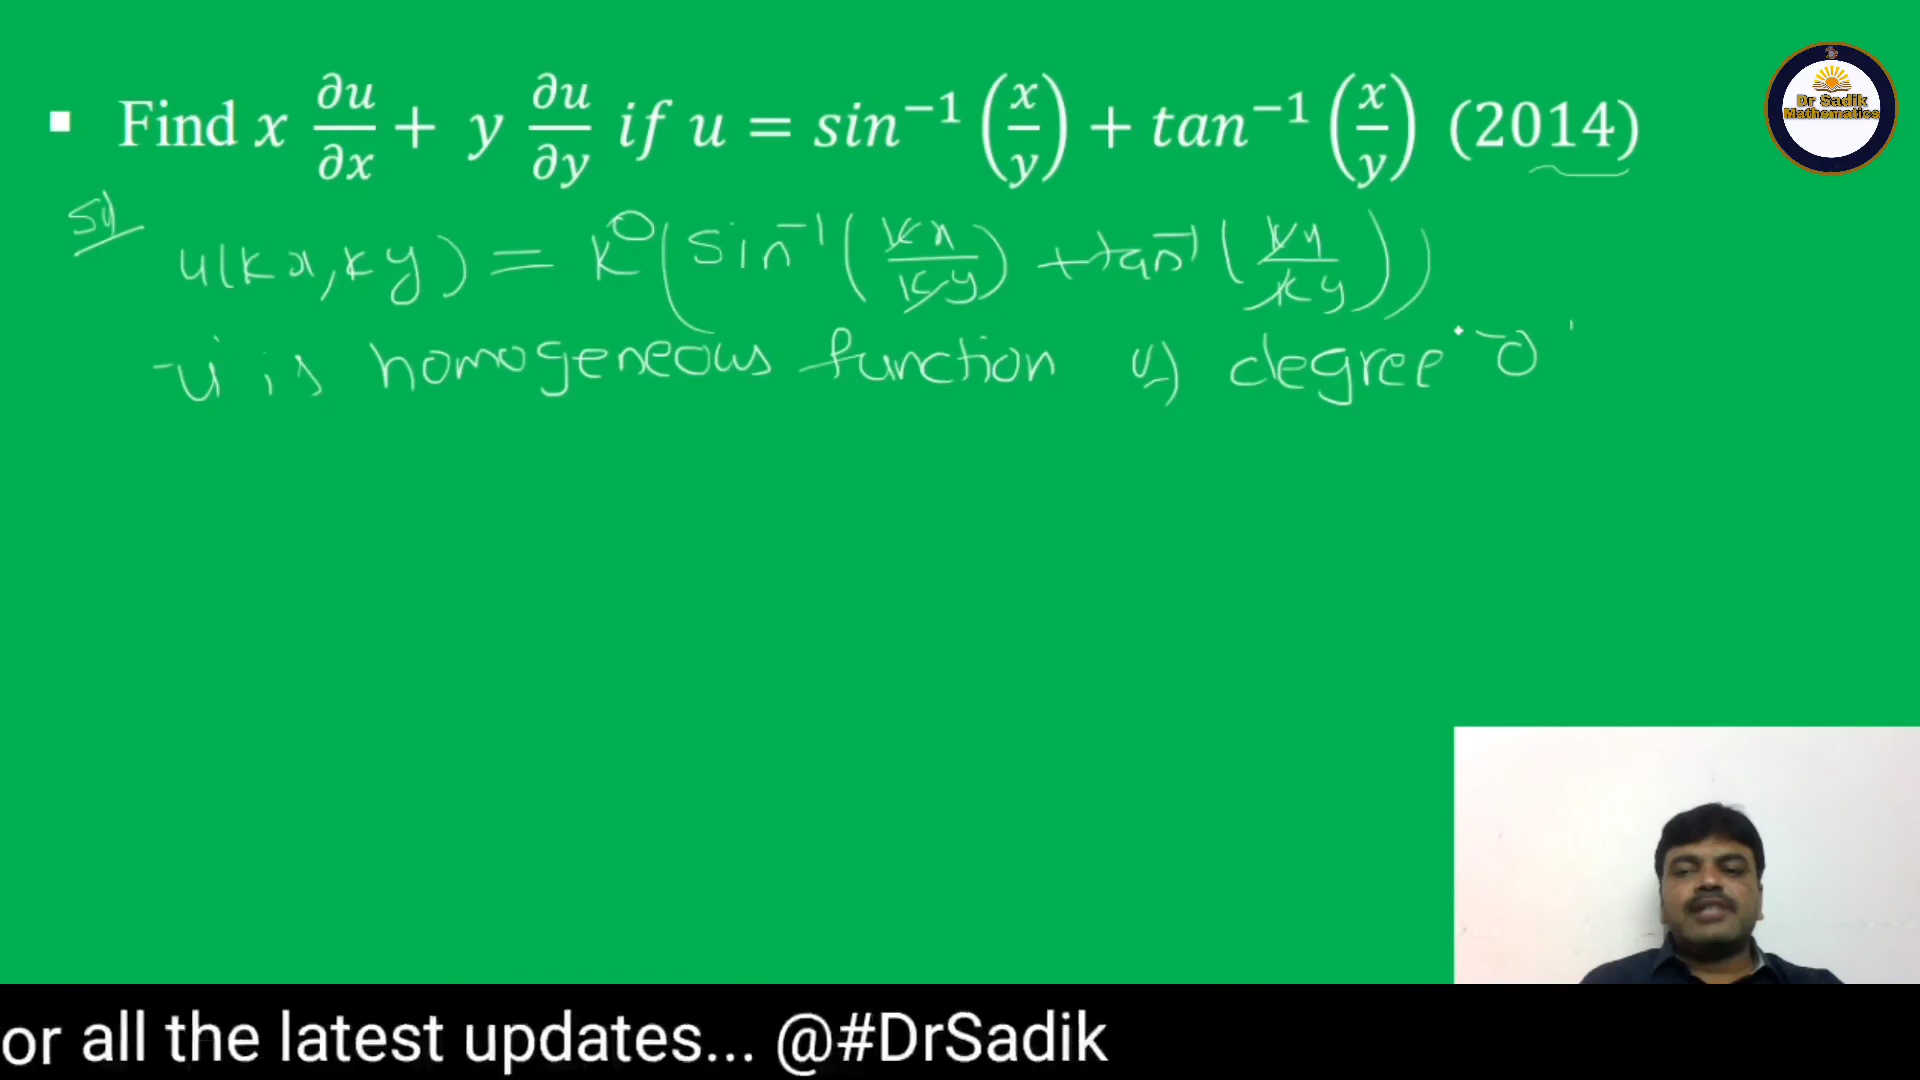 ▪ Find x ∂u/∂x + y ∂u/∂y if u = sin⁻¹(x/y) + tan⁻¹(x/y) (2014)
Dr Sadik
Mathematics
Sol
u(kx, ky) = k⁰(sin⁻¹(kx/ky) + tan⁻¹(kx/ky))
u is homogeneous function of degree '0'
or all the latest updates... @#DrSadik